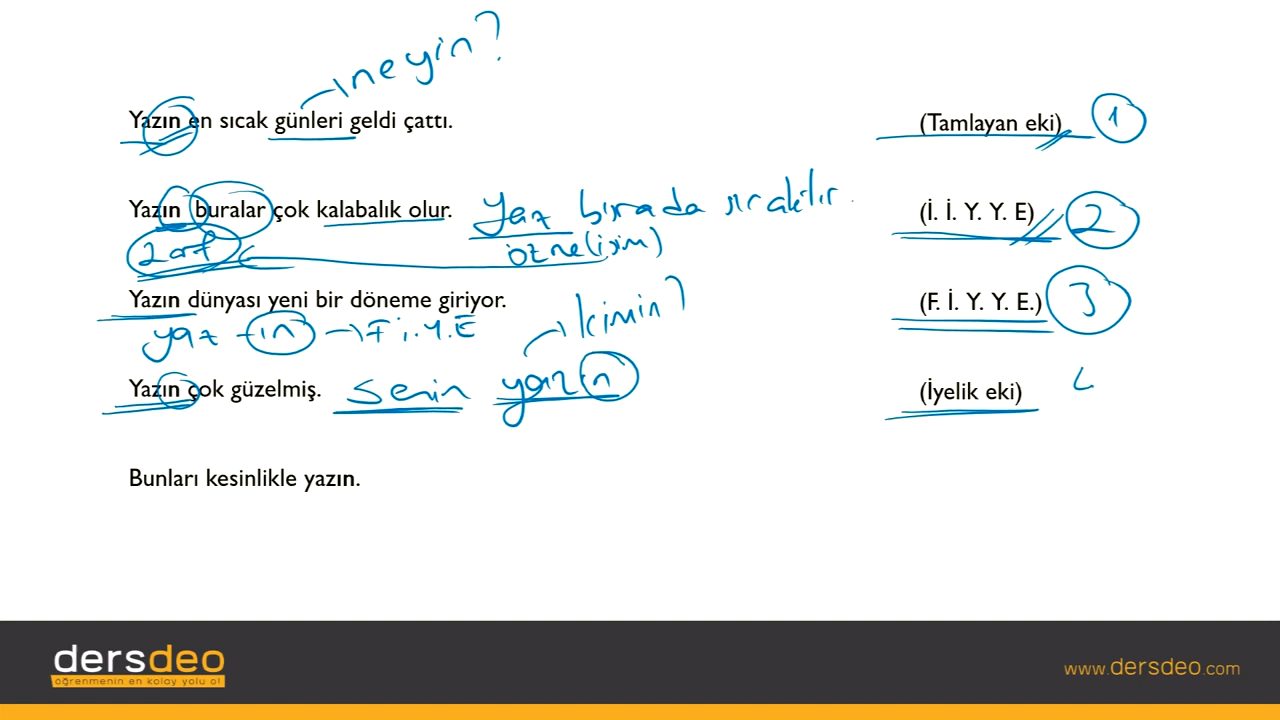 neyin?
Yazın en sıcak günleri geldi çattı. (Tamlayan eki) 1
Yazın buralar çok kalabalık olur. yaz burada sıcaktır. (İ. İ. Y. Y. E) 2
Zarf özne(isim)
Yazın dünyası yeni bir döneme giriyor. (F. İ. Y. Y. E.) 3
yaz -ın → F.İ.Y.E kimin?
Yazın çok güzelmiş. senin yazın (İyelik eki)
Bunları kesinlikle yazın.
dersdeo
öğrenmenin en kolay yolu o!
www.dersdeo.com